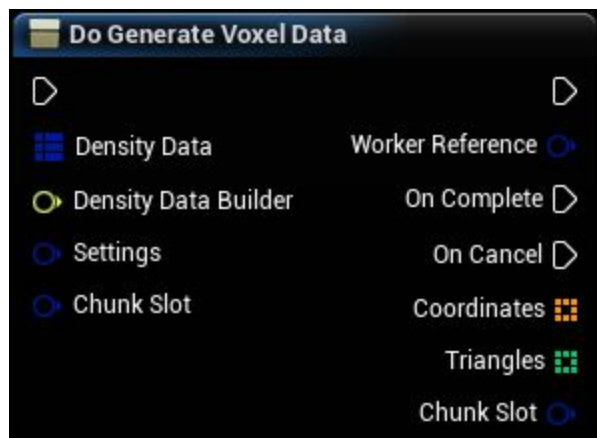 Do Generate Voxel Data
Density Data
Worker Reference
Density Data Builder
On Complete
Settings
On Cancel
Chunk Slot
Coordinates
Triangles
Chunk Slot